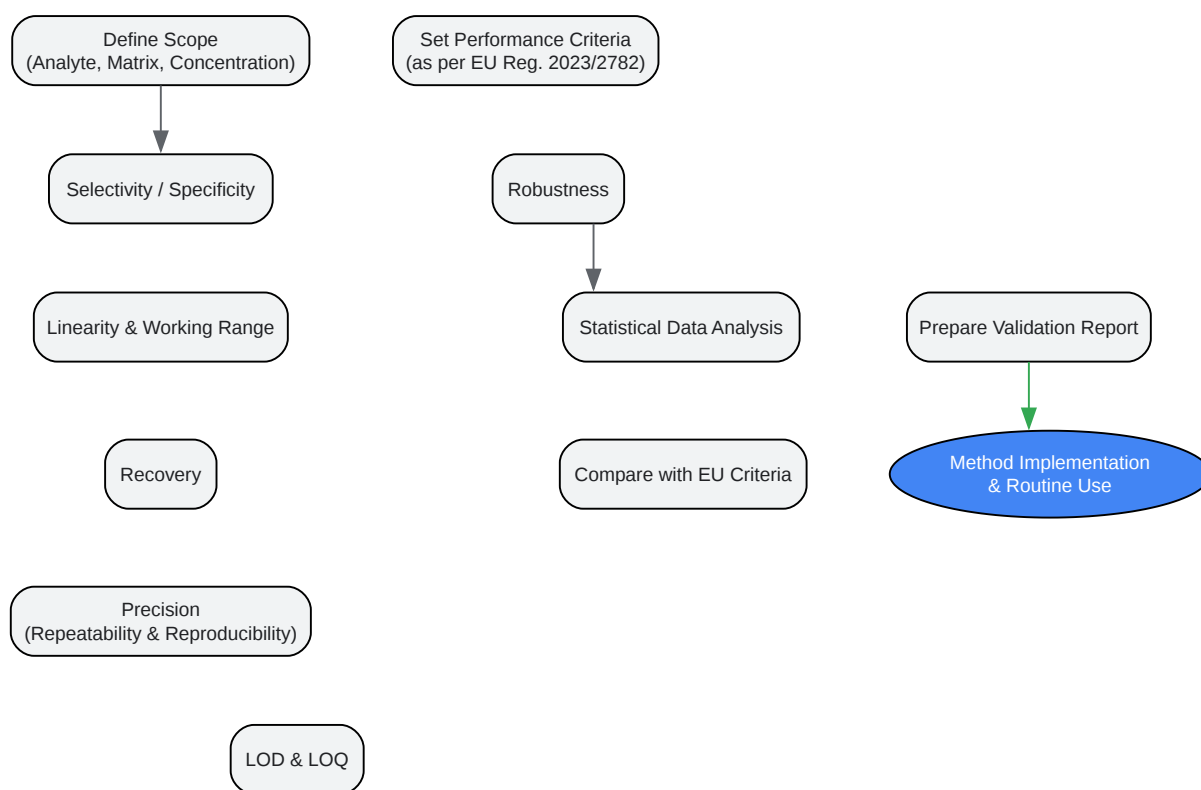 Define Scope
(Analyte, Matrix, Concentration)
Set Performance Criteria
(as per EU Reg. 2023/2782)
Selectivity / Specificity
Robustness
Linearity & Working Range
Statistical Data Analysis
Prepare Validation Report
Recovery
Compare with EU Criteria
Method Implementation
& Routine Use
Precision
(Repeatability & Reproducibility)
LOD & LOQ